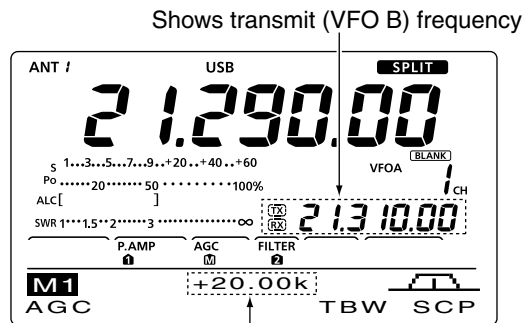 Shows transmit (VFO B) frequency
ANT 1 USB SPLIT
21.290.00
S 1•••3••5•••7•••9••+20••+40••+60 VFOA BLANK
Po ••••••20••••••50•••••••100% 1 CH
ALC[ ]
SWR 1•••1.5••2•••••3•••••••••••••∞ TX RX 21.310.00
P.AMP AGC FILTER
1 M 2
M1 +20.00k
AGC TBW SCP